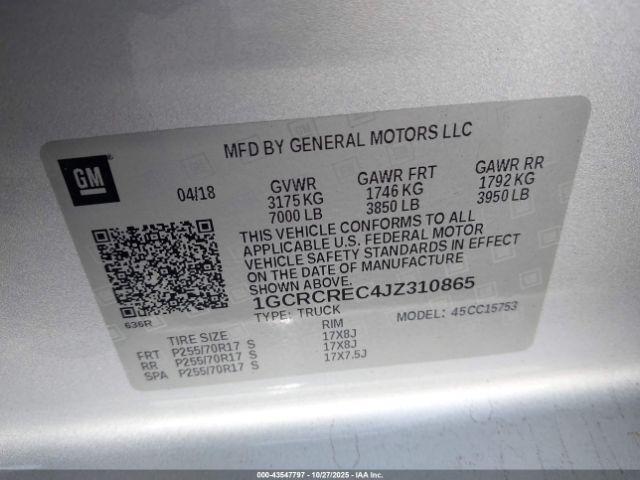 MFD BY GENERAL MOTORS LLC
GM
04/18 GVWR GAWR FRT GAWR RR
3175 KG 1746 KG 1792 KG
7000 LB 3850 LB 3950 LB
THIS VEHICLE CONFORMS TO ALL
APPLICABLE U.S. FEDERAL MOTOR
VEHICLE SAFETY STANDARDS IN EFFECT
ON THE DATE OF MANUFACTURE
SHOWN ABOVE.
1GCRCREC4JZ310865
TYPE: TRUCK MODEL: 45CC15753
636R
TIRE SIZE RIM
FRT P255/70R17 S 17X8J
RR P255/70R17 S 17X8J
SPA P255/70R17 S 17X7.5J
000-43547797 - 10/27/2025 - IAA Inc.